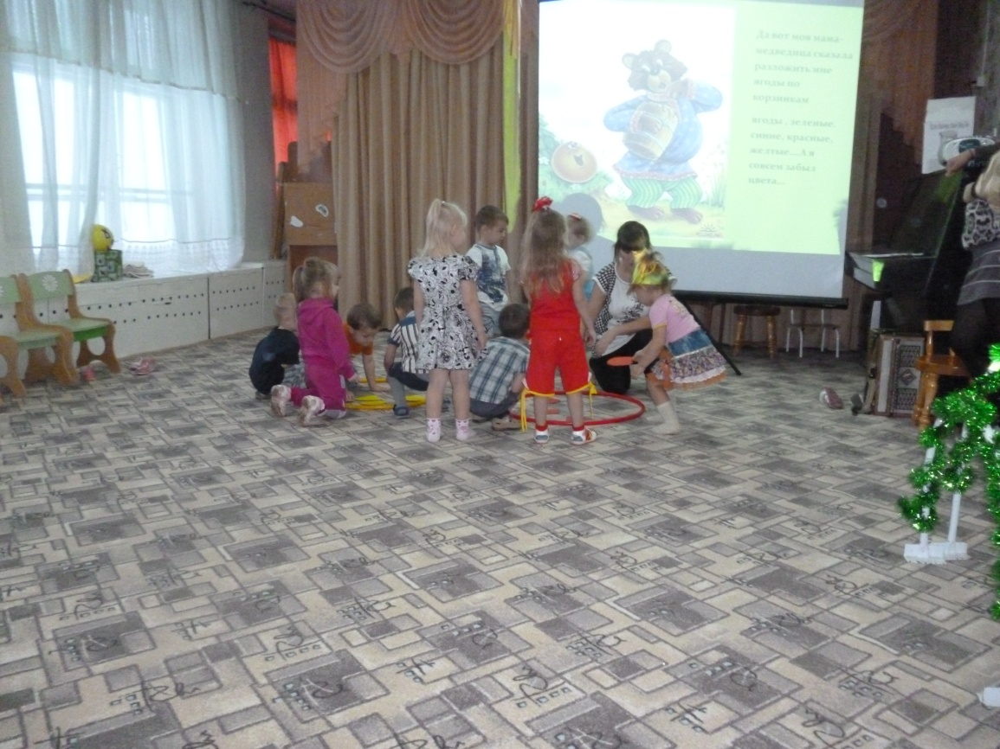 Да вот моя мама-
медведица сказала
разложить мне
ягоды по
корзинкам
ягоды , зеленые,
синие, красные,
желтые....А я
совсем забыл
цвета...